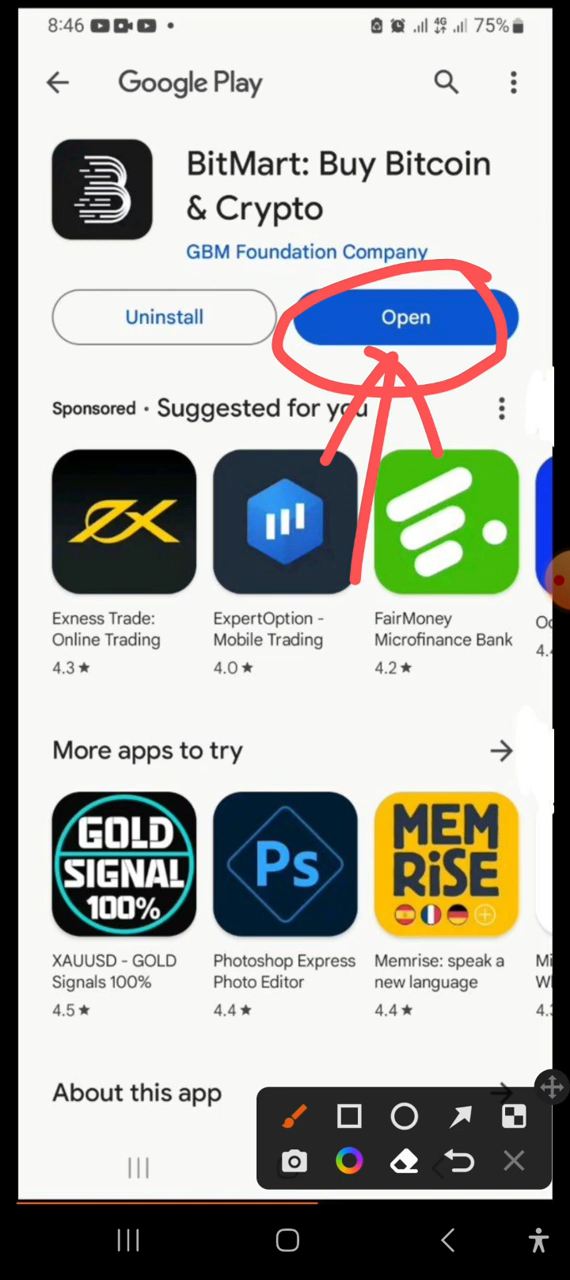 8:46
4G
75%
Google Play
BitMart: Buy Bitcoin
& Crypto
GBM Foundation Company
Uninstall
Open
Sponsored • Suggested for you
Exness Trade:
Online Trading
4.3★
ExpertOption -
Mobile Trading
4.0★
FairMoney
Microfinance Bank
4.2★
More apps to try
GOLD
SIGNAL
100%
XAUUSD - GOLD
Signals 100%
4.5★
Ps
Photoshop Express
Photo Editor
4.4★
MEM
RiSE
Memrise: speak a
new language
4.4★
About this app